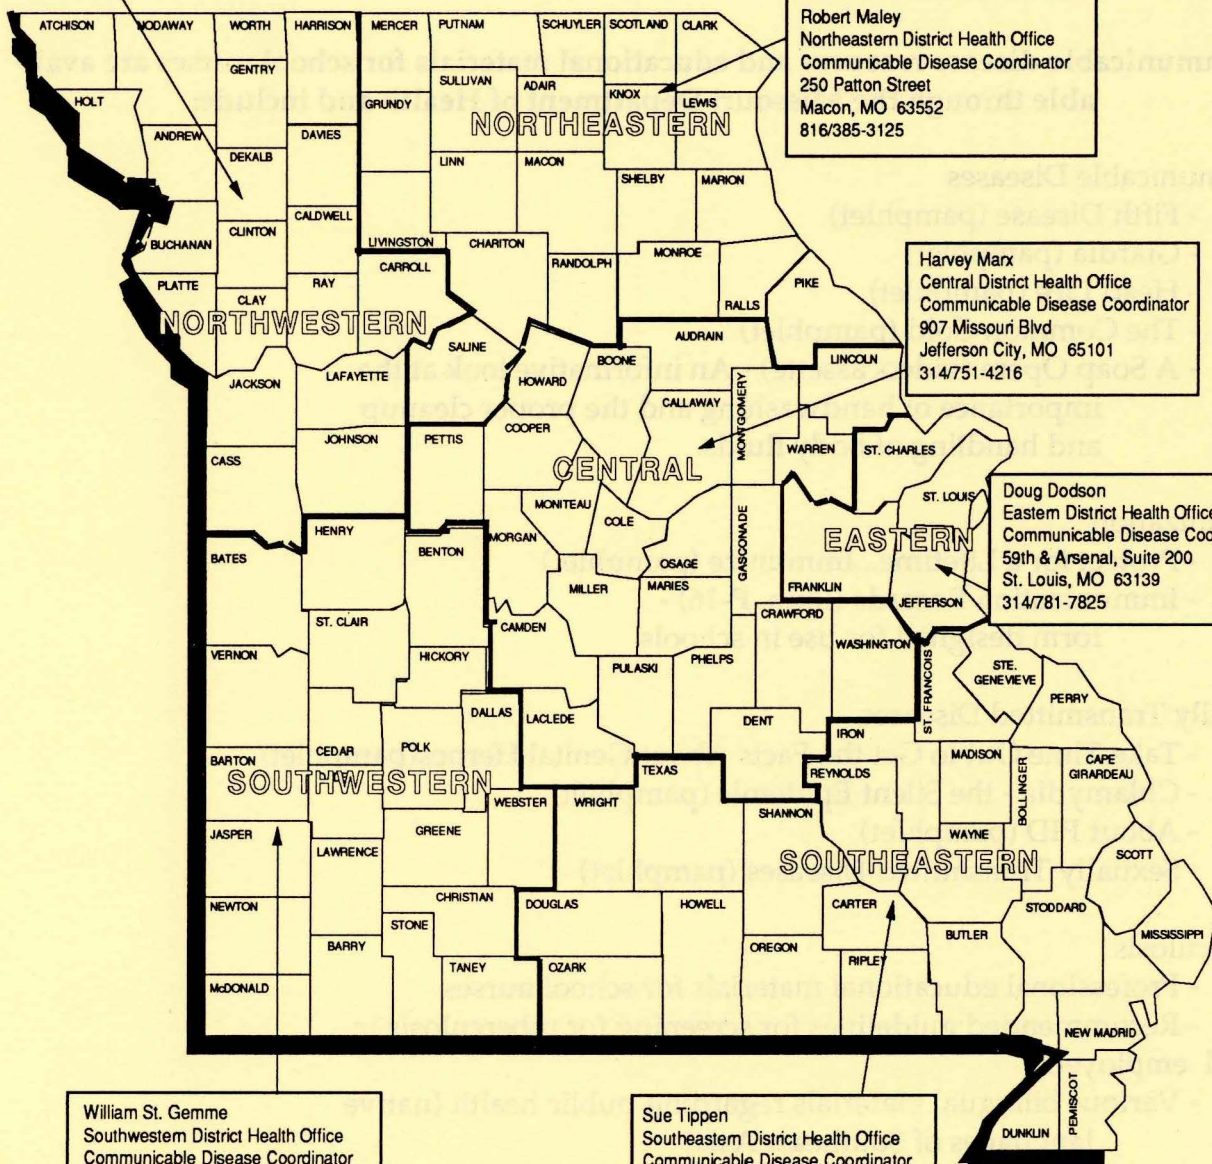 ATCHISON
NODAWAY
WORTH
HARRISON
MERCER
PUTNAM
SCHUYLER
SCOTLAND
CLARK
Robert Maley
Northeastern District Health Office
Communicable Disease Coordinator
250 Patton Street
Macon, MO 63552
816/385-3125
GENTRY
SULLIVAN
ADAIR
KNOX
LEWIS
HOLT
GRUNDY
NORTHEASTERN
ANDREW
DAVIES
DEKALB
LINN
MACON
SHELBY
MARION
CALDWELL
CLINTON
BUCHANAN
LIVINGSTON
CHARITON
RANDOLPH
MONROE
CARROLL
PLATTE
RAY
CLAY
RALLS
PIKE
Harvey Marx
Central District Health Office
Communicable Disease Coordinator
907 Missouri Blvd
Jefferson City, MO 65101
314/751-4216
NORTHWESTERN
SALINE
AUDRAIN
BOONE
LINCOLN
JACKSON
LAFAYETTE
HOWARD
CALLAWAY
MONTGOMERY
COOPER
JOHNSON
PETTIS
WARREN
ST. CHARLES
CASS
CENTRAL
ST. LOUIS
Doug Dodson
Eastern District Health Office
Communicable Disease
59th & Arsenal, Suite 200
St. Louis, MO 63139
314/781-7825
MONITEAU
COLE
HENRY
MORGAN
EASTERN
BATES
BENTON
OSAGE
GASCONADE
MILLER
MARIES
FRANKLIN
JEFFERSON
ST. CLAIR
CAMDEN
CRAWFORD
WASHINGTON
VERNON
HICKORY
PULASKI
PHELPS
ST. FRANCOIS
STE.
GENEVIEVE
PERRY
DALLAS
LACLEDE
DENT
IRON
CEDAR
POLK
MADISON
BARTON
CAPE
GIRARDEAU
TEXAS
REYNOLDS
BOLLINGER
SOUTHWESTERN
WEBSTER
WRIGHT
SHANNON
JASPER
GREENE
WAYNE
LAWRENCE
SOUTHEASTERN
SCOTT
CHRISTIAN
DOUGLAS
HOWELL
CARTER
STODDARD
NEWTON
STONE
BUTLER
MISSISSIPPI
BARRY
OREGON
RIPLEY
TANEY
OZARK
McDONALD
NEW MADRID
PEMISCOT
DUNKLIN
William St. Gemme
Southwestern District Health Office
Communicable Disease Coordinator
Sue Tippen
Southeastern District Health Office
Communicable Disease Coordinator